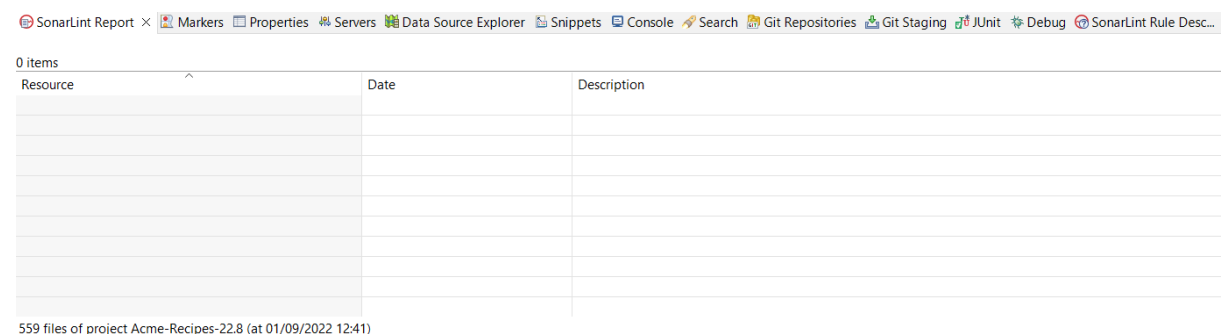 SonarLint Report Markers Properties Servers Data Source Explorer Snippets Console Search Git Repositories Git Staging JUnit Debug SonarLint Rule Desc...
0 items
Resource Date Description
559 files of project Acme-Recipes-22.8 (at 01/09/2022 12:41)